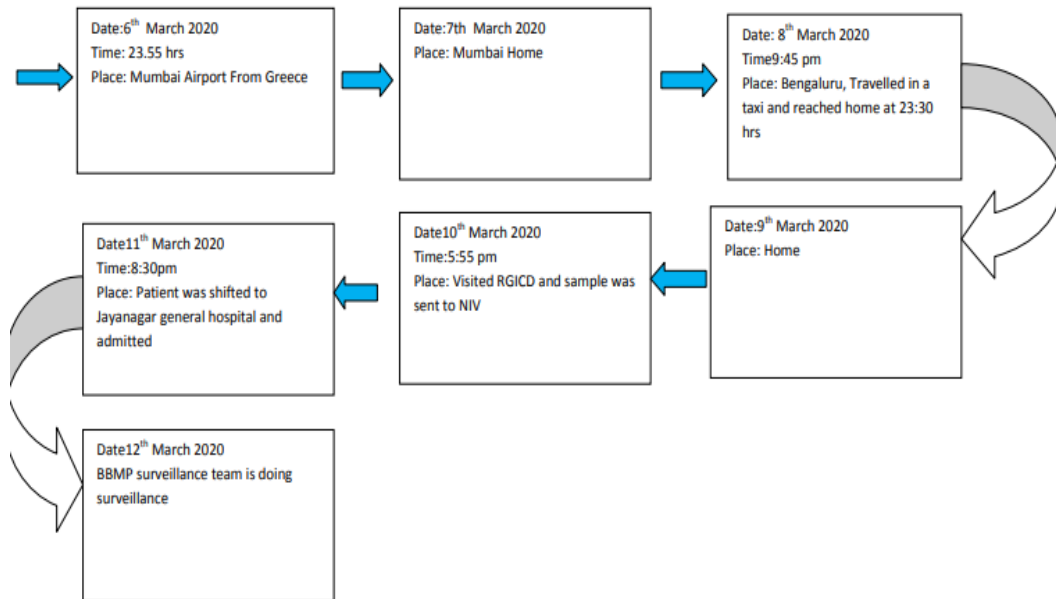 Date:6th March 2020
Time: 23.55 hrs
Place: Mumbai Airport From Greece
Date:7th March 2020
Place: Mumbai Home
Date: 8th March 2020
Time9:45 pm
Place: Bengaluru, Travelled in a
taxi and reached home at 23:30
hrs
Date:9th March 2020
Place: Home
Date10th March 2020
Time:5:55 pm
Place: Visited RGICD and sample was
sent to NIV
Date11th March 2020
Time:8:30pm
Place: Patient was shifted to
Jayanagar general hospital and
admitted
Date12th March 2020
BBMP surveillance team is doing
surveillance